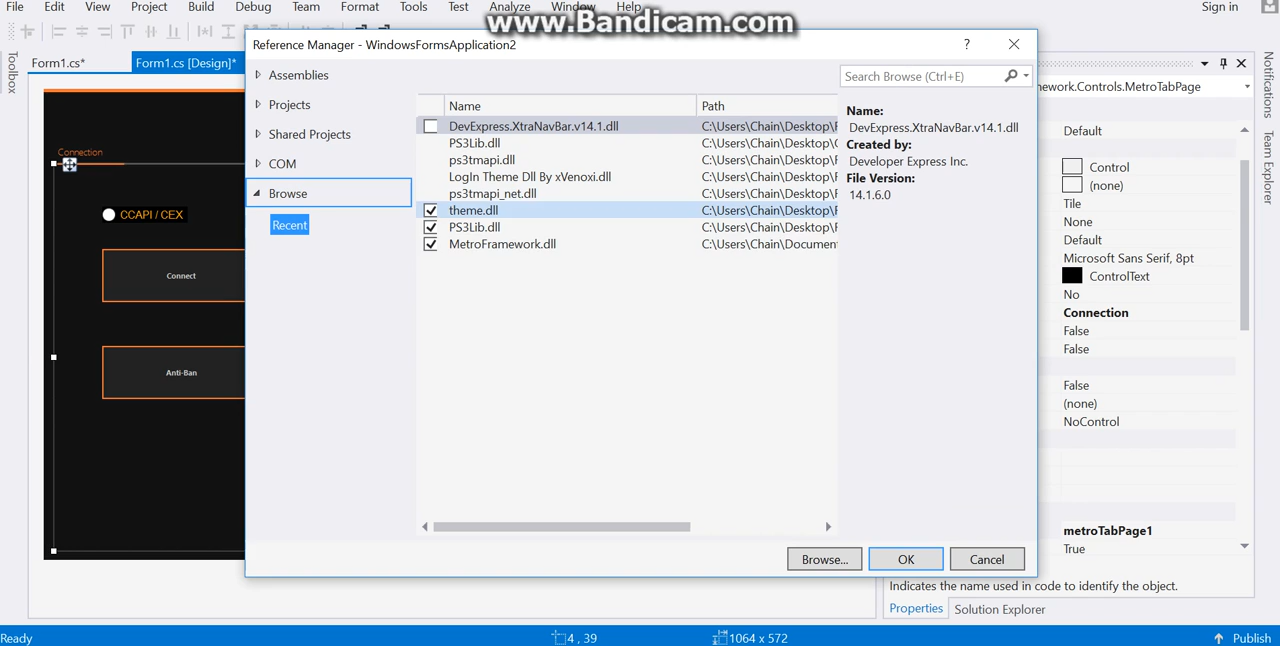 File Edit View Project Build Debug Team Format Tools Test Analyze Window Help Sign in
www.Bandicam.com
Toolbox
Form1.cs* Form1.cs [Design]*
Connection
CCAPI / CEX
Connect
Anti-Ban
Reference Manager - WindowsFormsApplication2
?
Assemblies
Projects
Shared Projects
COM
Browse
Recent
Name Path
DevExpress.XtraNavBar.v14.1.dll C:\Users\Chain\Desktop\
PS3Lib.dll C:\Users\Chain\Desktop\
ps3tmapi.dll C:\Users\Chain\Desktop\
LogIn Theme Dll By xVenoxi.dll C:\Users\Chain\Desktop\
ps3tmapi_net.dll C:\Users\Chain\Desktop\
theme.dll C:\Users\Chain\Desktop\
PS3Lib.dll C:\Users\Chain\Desktop\
MetroFramework.dll C:\Users\Chain\Documen
Search Browse (Ctrl+E)
Name:
DevExpress.XtraNavBar.v14.1.dll
Created by:
Developer Express Inc.
File Version:
14.1.6.0
Browse... OK Cancel
nework.Controls.MetroTabPage
Default
Control
(none)
Tile
None
Default
Microsoft Sans Serif, 8pt
ControlText
No
Connection
False
False
False
(none)
NoControl
metroTabPage1
True
Indicates the name used in code to identify the object.
Properties Solution Explorer
Notifications
Team Explorer
Ready 4 , 39 1064 x 572 Publish